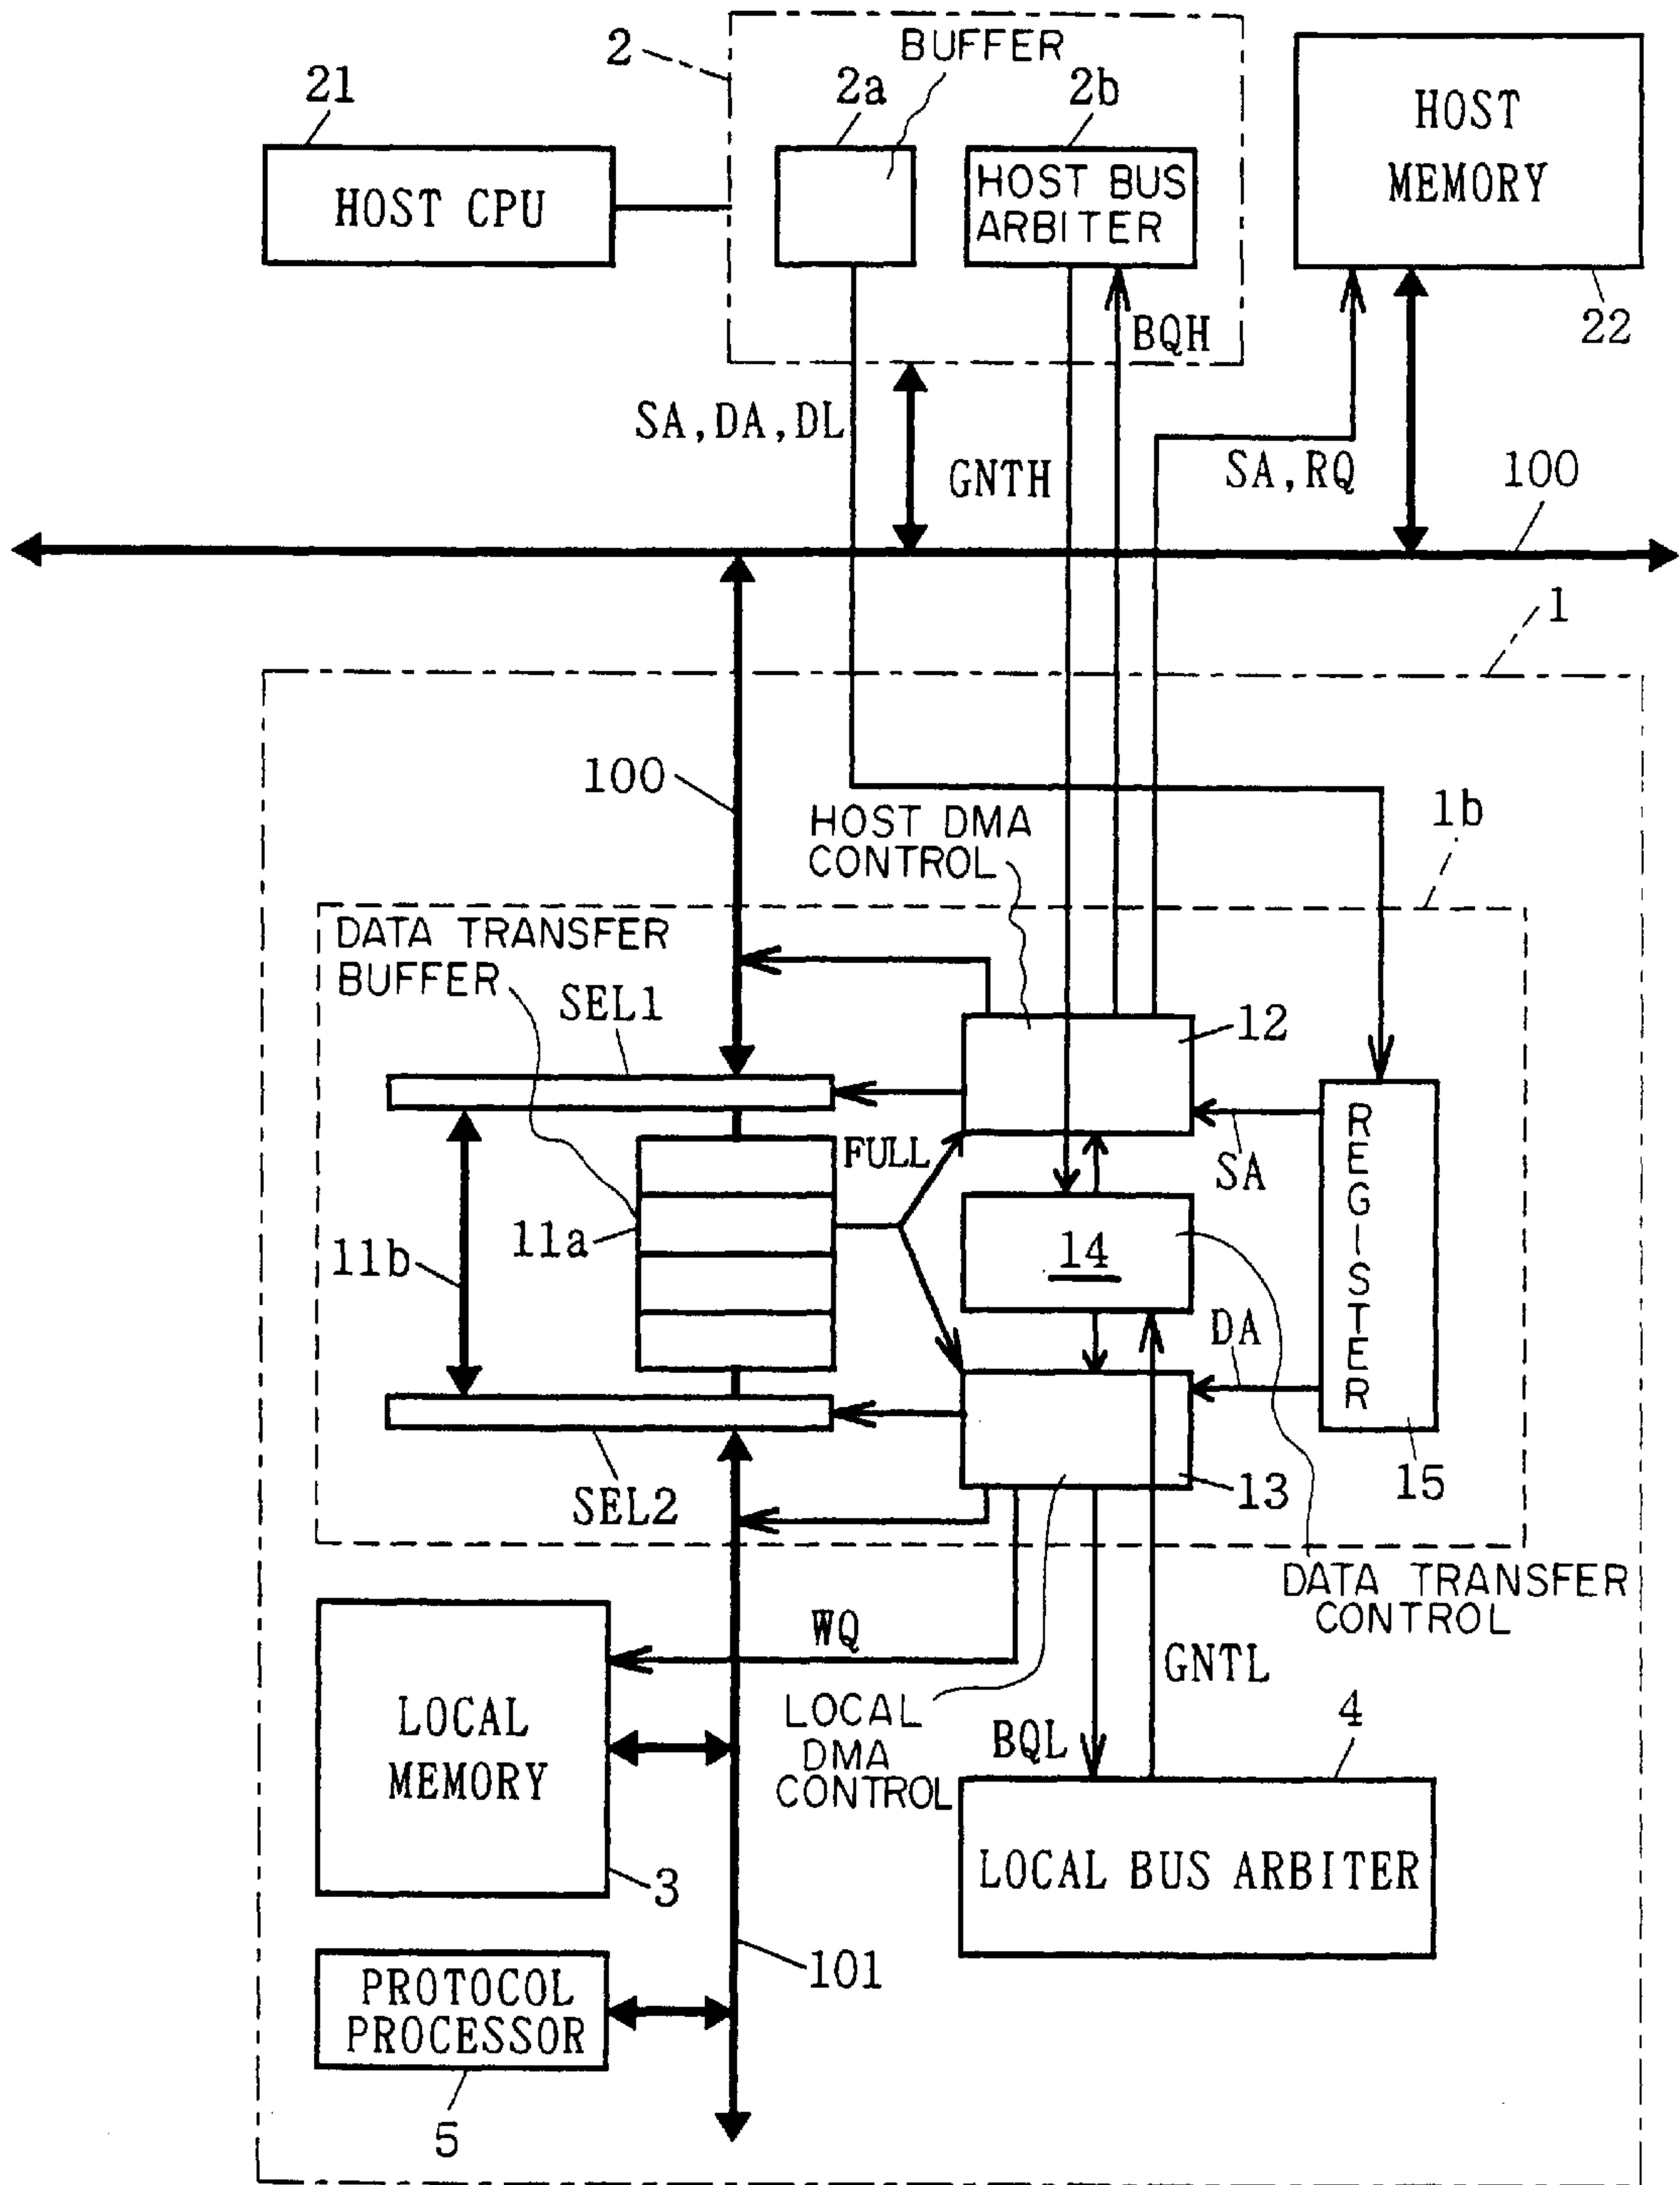 BUFFER
2
2a
2b
21
HOST CPU
HOST BUS
ARBITER
HOST
MEMORY
22
BQH
SA, DA, DL
GNTH
SA, RQ
100
1
100
HOST DMA
CONTROL
1b
DATA TRANSFER
BUFFER
SEL1
12
FULL
SA
REGISTER
11a
11b
14
DA
SEL2
13
15
DATA TRANSFER
CONTROL
WQ
GNTL
LOCAL
MEMORY
3
LOCAL
DMA
CONTROL
BQL
4
LOCAL BUS ARBITER
101
PROTOCOL
PROCESSOR
5